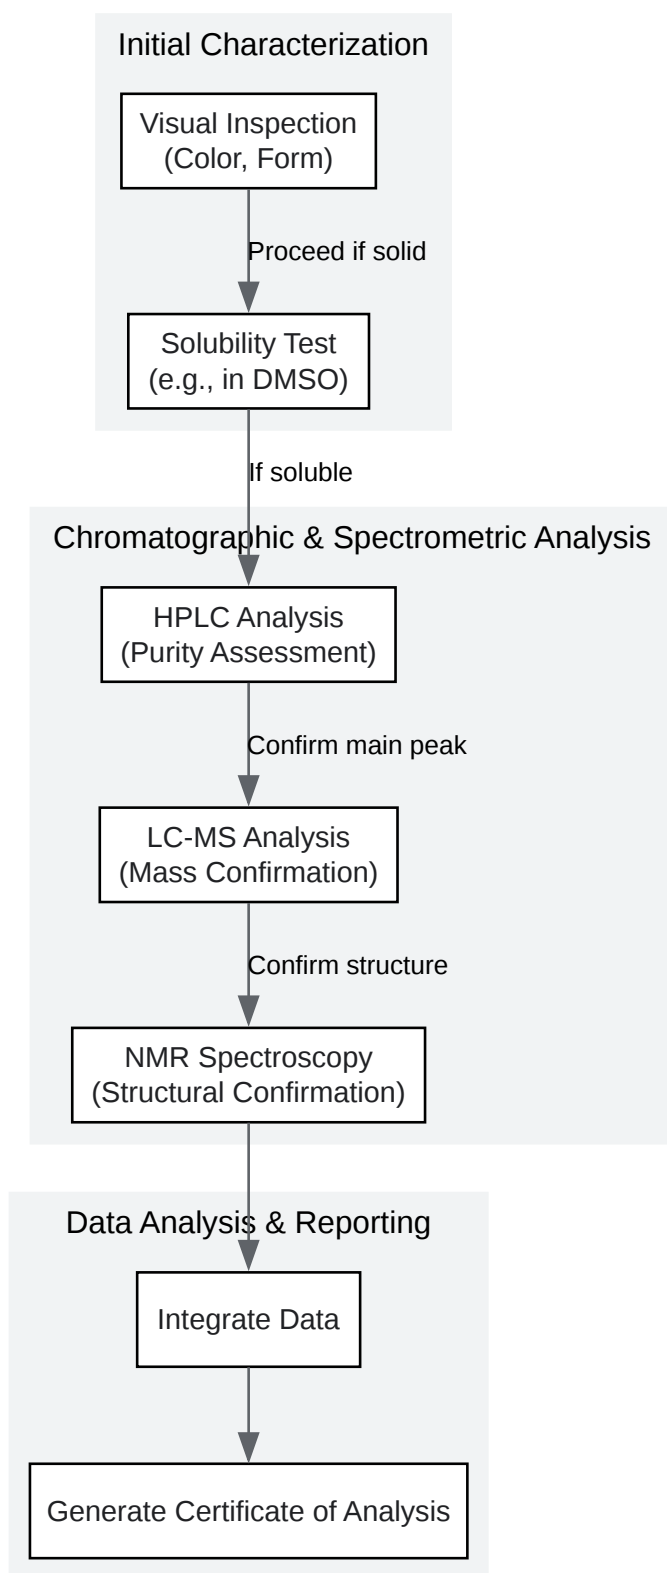 Initial Characterization
Visual Inspection
(Color, Form)
Proceed if solid
Solubility Test
(e.g., in DMSO)
If soluble
Chromatographic & Spectrometric Analysis
HPLC Analysis
(Purity Assessment)
Confirm main peak
LC-MS Analysis
(Mass Confirmation)
Confirm structure
NMR Spectroscopy
(Structural Confirmation)
Data Analysis & Reporting
Integrate Data
Generate Certificate of Analysis